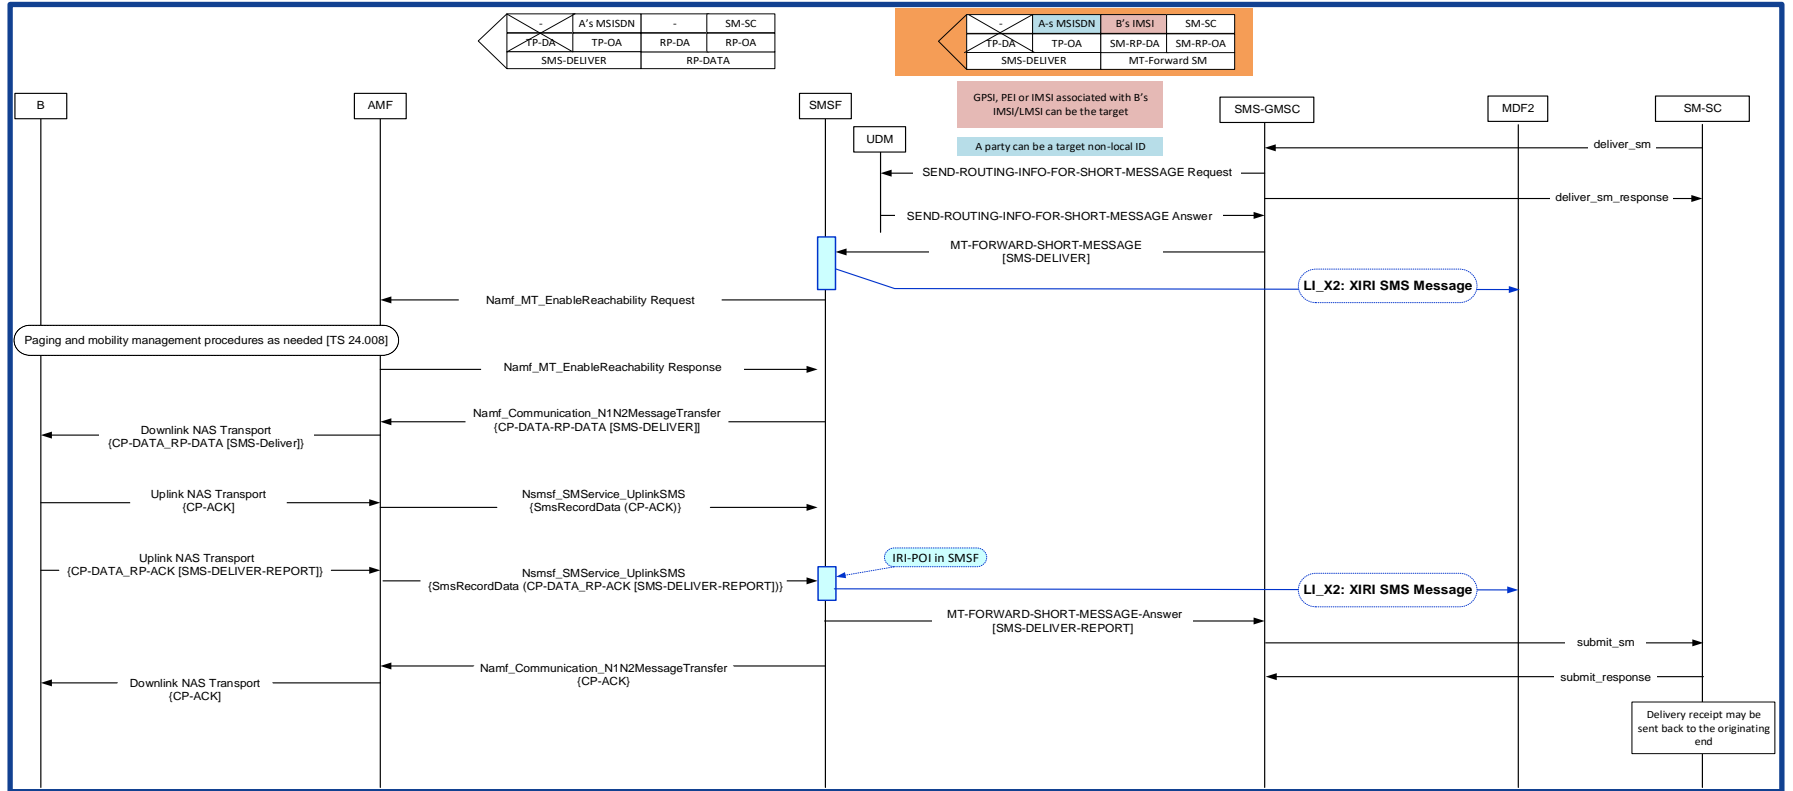 - A's MSISDN - SM-SC
TP-DA TP-OA RP-DA RP-OA
SMS-DELIVER RP-DATA
- A-s MSISDN B's IMSI SM-SC
TP-DA TP-OA SM-RP-DA SM-RP-OA
SMS-DELIVER MT-Forward SM
GPSI, PEI or IMSI associated with B's
IMSI/LMSI can be the target
A party can be a target non-local ID
B AMF SMSF SMS-GMSC MDF2 SM-SC
UDM
deliver_sm
SEND-ROUTING-INFO-FOR-SHORT-MESSAGE Request
deliver_sm_response
SEND-ROUTING-INFO-FOR-SHORT-MESSAGE Answer
MT-FORWARD-SHORT-MESSAGE
[SMS-DELIVER]
LI_X2: XIRI SMS Message
Namf_MT_EnableReachability Request
Paging and mobility management procedures as needed [TS 24.008]
Namf_MT_EnableReachability Response
Namf_Communication_N1N2MessageTransfer
{CP-DATA-RP-DATA [SMS-DELIVER]]
Downlink NAS Transport
{CP-DATA_RP-DATA [SMS-Deliver]}
Uplink NAS Transport
{CP-ACK]
Nsmsf_SMService_UplinkSMS
{SmsRecordData (CP-ACK)}
Uplink NAS Transport
{CP-DATA_RP-ACK [SMS-DELIVER-REPORT]}
Nsmsf_SMService_UplinkSMS
{SmsRecordData (CP-DATA_RP-ACK [SMS-DELIVER-REPORT])}
IRI-POI in SMSF
LI_X2: XIRI SMS Message
MT-FORWARD-SHORT-MESSAGE-Answer
[SMS-DELIVER-REPORT]
submit_sm
Namf_Communication_N1N2MessageTransfer
{CP-ACK}
submit_response
Downlink NAS Transport
{CP-ACK]
Delivery receipt may be
sent back to the originating
end